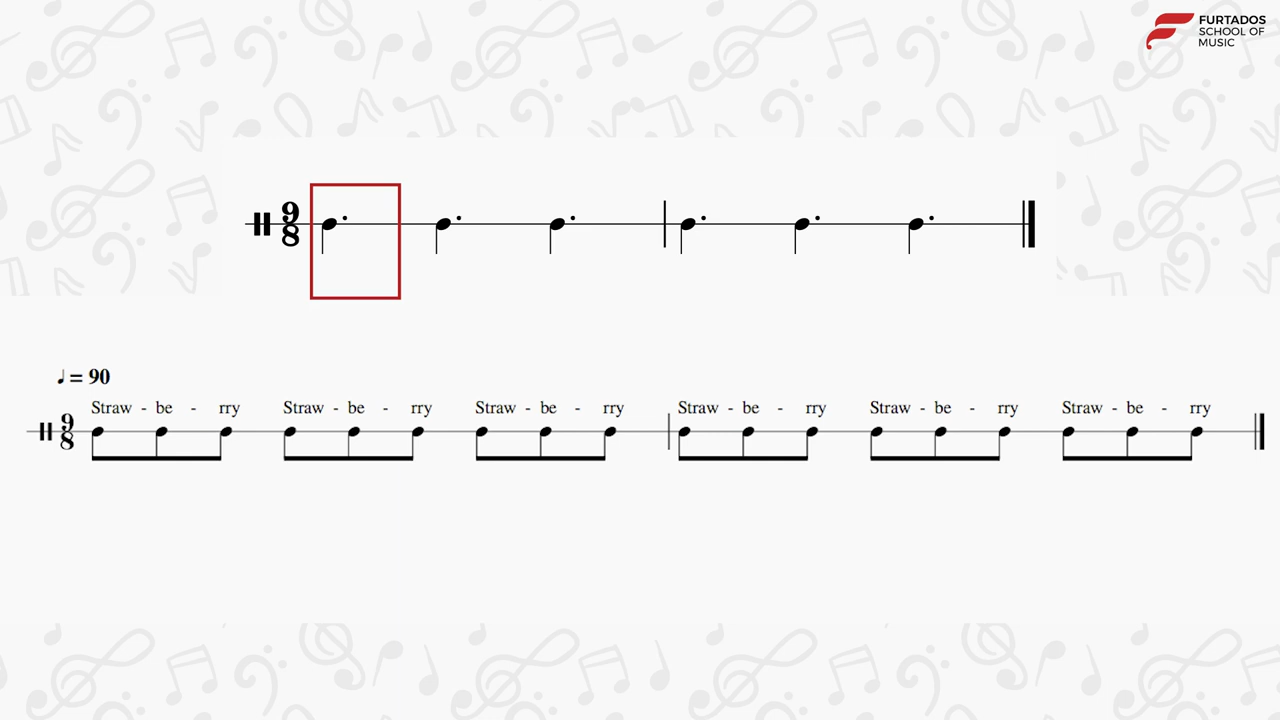 FURTADOS
SCHOOL OF
MUSIC
9
8
♩= 90
Straw - be - rry Straw - be - rry Straw - be - rry Straw - be - rry Straw - be - rry Straw - be - rry
9
8